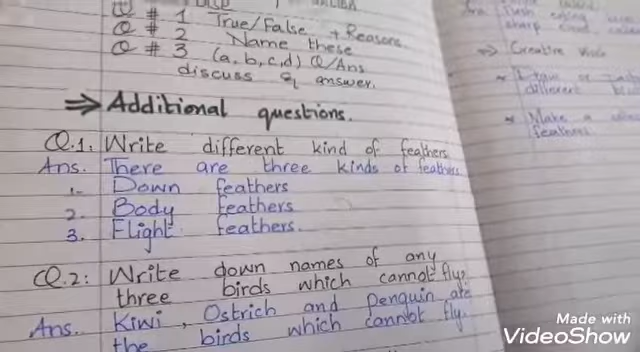 Q # 1 True/False + Reasons
Q # 2 Name these
Q # 3 (a, b, c, d) Q/Ans
discuss & answer.
⇒ Additional questions.
Q.1. Write different kind of feathers
Ans. There are three kinds of feathers.
1. Down feathers
2. Body feathers
3. Flight feathers.
Q.2: Write down names of any
three birds which cannot fly.
Ans. Kiwi, Ostrich and penguin are
the birds which cannot fly.
⇒ Creative
different
Make a
feathers
Made with
VideoShow